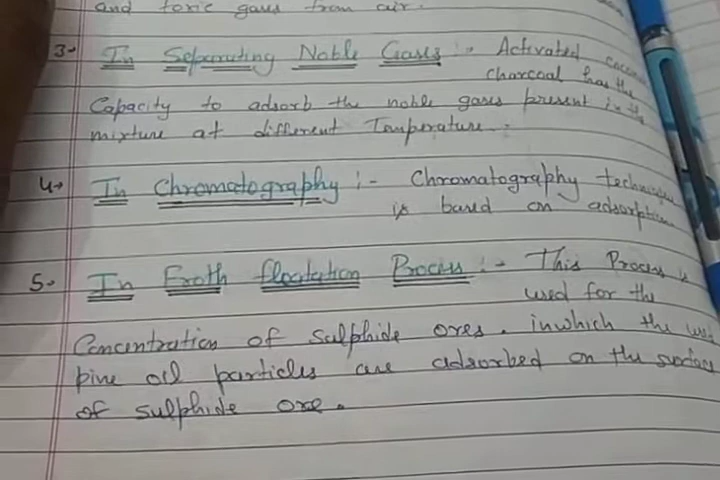 and toxic gases from air.
3→ In Separating Noble Gases :- Activated
charcoal has the
Capacity to adsorb the noble gases present in the
mixture at different Temperature.
4→ In Chromatography :- Chromatography technique
is based on adsorption
5→ In Froth floatation Process :- This Process is
used for the
Concentration of sulphide ores. in which the
pine oil particles are adsorbed on the surface
of sulphide ore.